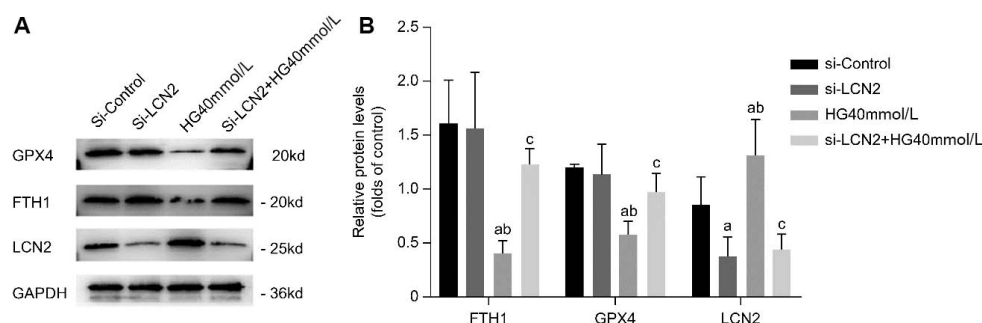 A
Si-Control
Si-LCN2
HG40mmol/L
Si-LCN2+HG40mmol/L
GPX4
20kd
FTH1
- 20kd
LCN2
- 25kd
GAPDH
- 36kd
B
Relative protein levels
(folds of control)
2.5
2.0
1.5
1.0
0.5
0
ab
c
ab
c
a
ab
c
FTH1
GPX4
LCN2
si-Control
si-LCN2
HG40mmol/L
si-LCN2+HG40mmol/L